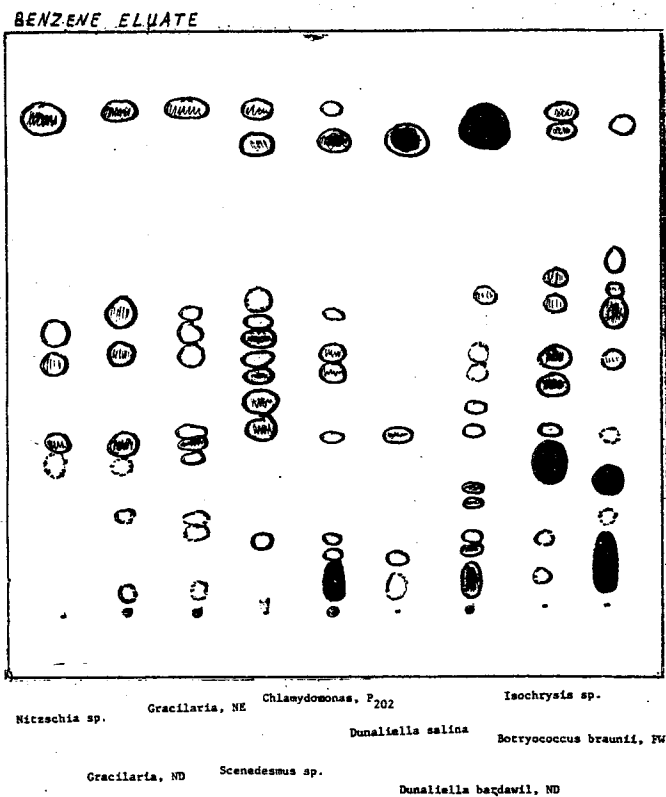 BENZENE ELUATE
Chlamydomonas, P202
Isochrysis sp.
Gracilaria, NE
Nitzschia sp.
Dunaliella salina
Botryococcus braunii, FW
Scenedesmus sp.
Gracilaria, ND
Dunaliella bardawil, ND